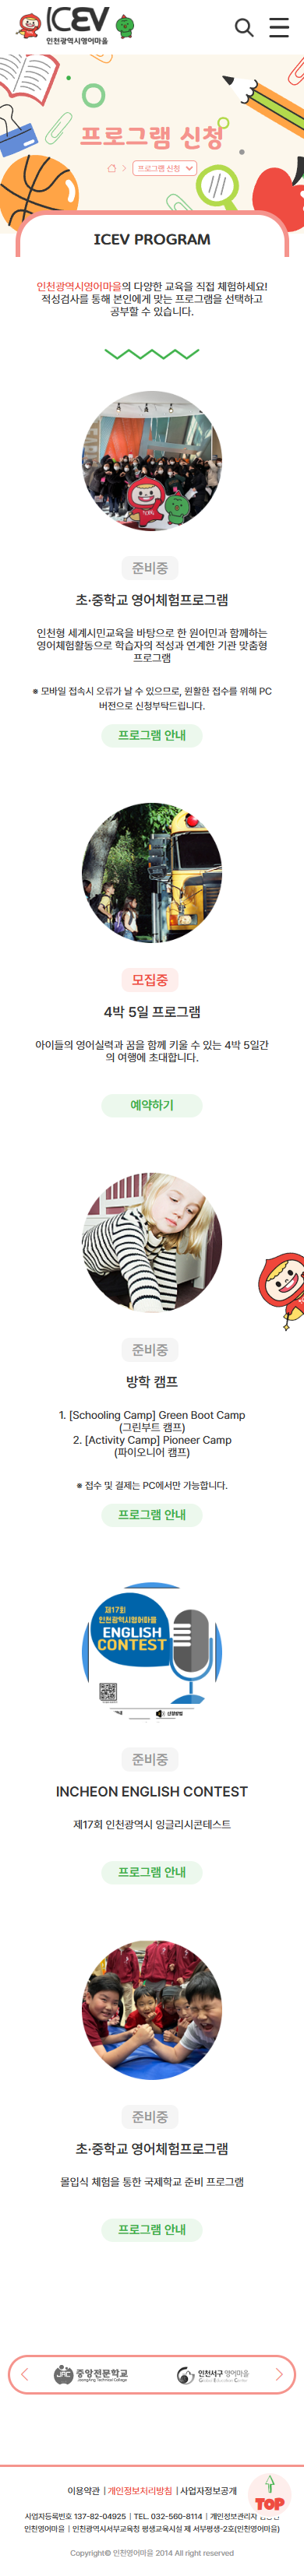 ICEV
인천광역시영어마을
프로그램 신청
프로그램 신청
ICEV PROGRAM
인천광역시영어마을의 다양한 교육을 직접 체험하세요!
적성검사를 통해 본인에게 맞는 프로그램을 선택하고
공부할 수 있습니다.
준비중
초·중학교 영어체험프로그램
인천형 세계시민교육을 바탕으로 한 원어민과 함께하는
영어체험활동으로 학습자의 적성과 연계한 기관 맞춤형
프로그램
※ 모바일 접속시 오류가 날 수 있으므로, 원활한 접수를 위해 PC
버전으로 신청부탁드립니다.
프로그램 안내
모집중
4박 5일 프로그램
아이들의 영어실력과 꿈을 함께 키울 수 있는 4박 5일간
의 여행에 초대합니다.
예약하기
준비중
방학 캠프
1. [Schooling Camp] Green Boot Camp
(그린부트 캠프)
2. [Activity Camp] Pioneer Camp
(파이오니어 캠프)
※ 접수 및 결제는 PC에서만 가능합니다.
프로그램 안내
제17회
인천광역시영어마을
ENGLISH
CONTEST
신청방법
준비중
INCHEON ENGLISH CONTEST
제17회 인천광역시 잉글리시콘테스트
프로그램 안내
준비중
초·중학교 영어체험프로그램
몰입식 체험을 통한 국제학교 준비 프로그램
프로그램 안내
JAC 중앙전문학교
JoongAng Technical College
인천서구 영어마을
Global Education Center
이용약관 | 개인정보처리방침 | 사업자정보공개
사업자등록번호 137-82-04925 | TEL. 032-560-8114 | 개인정보관리자
인천영어마을 | 인천광역시서부교육청 평생교육시설 제 서부평생-2호(인천영어마을)
TOP
Copyright© 인천영어마을 2014 All right reserved